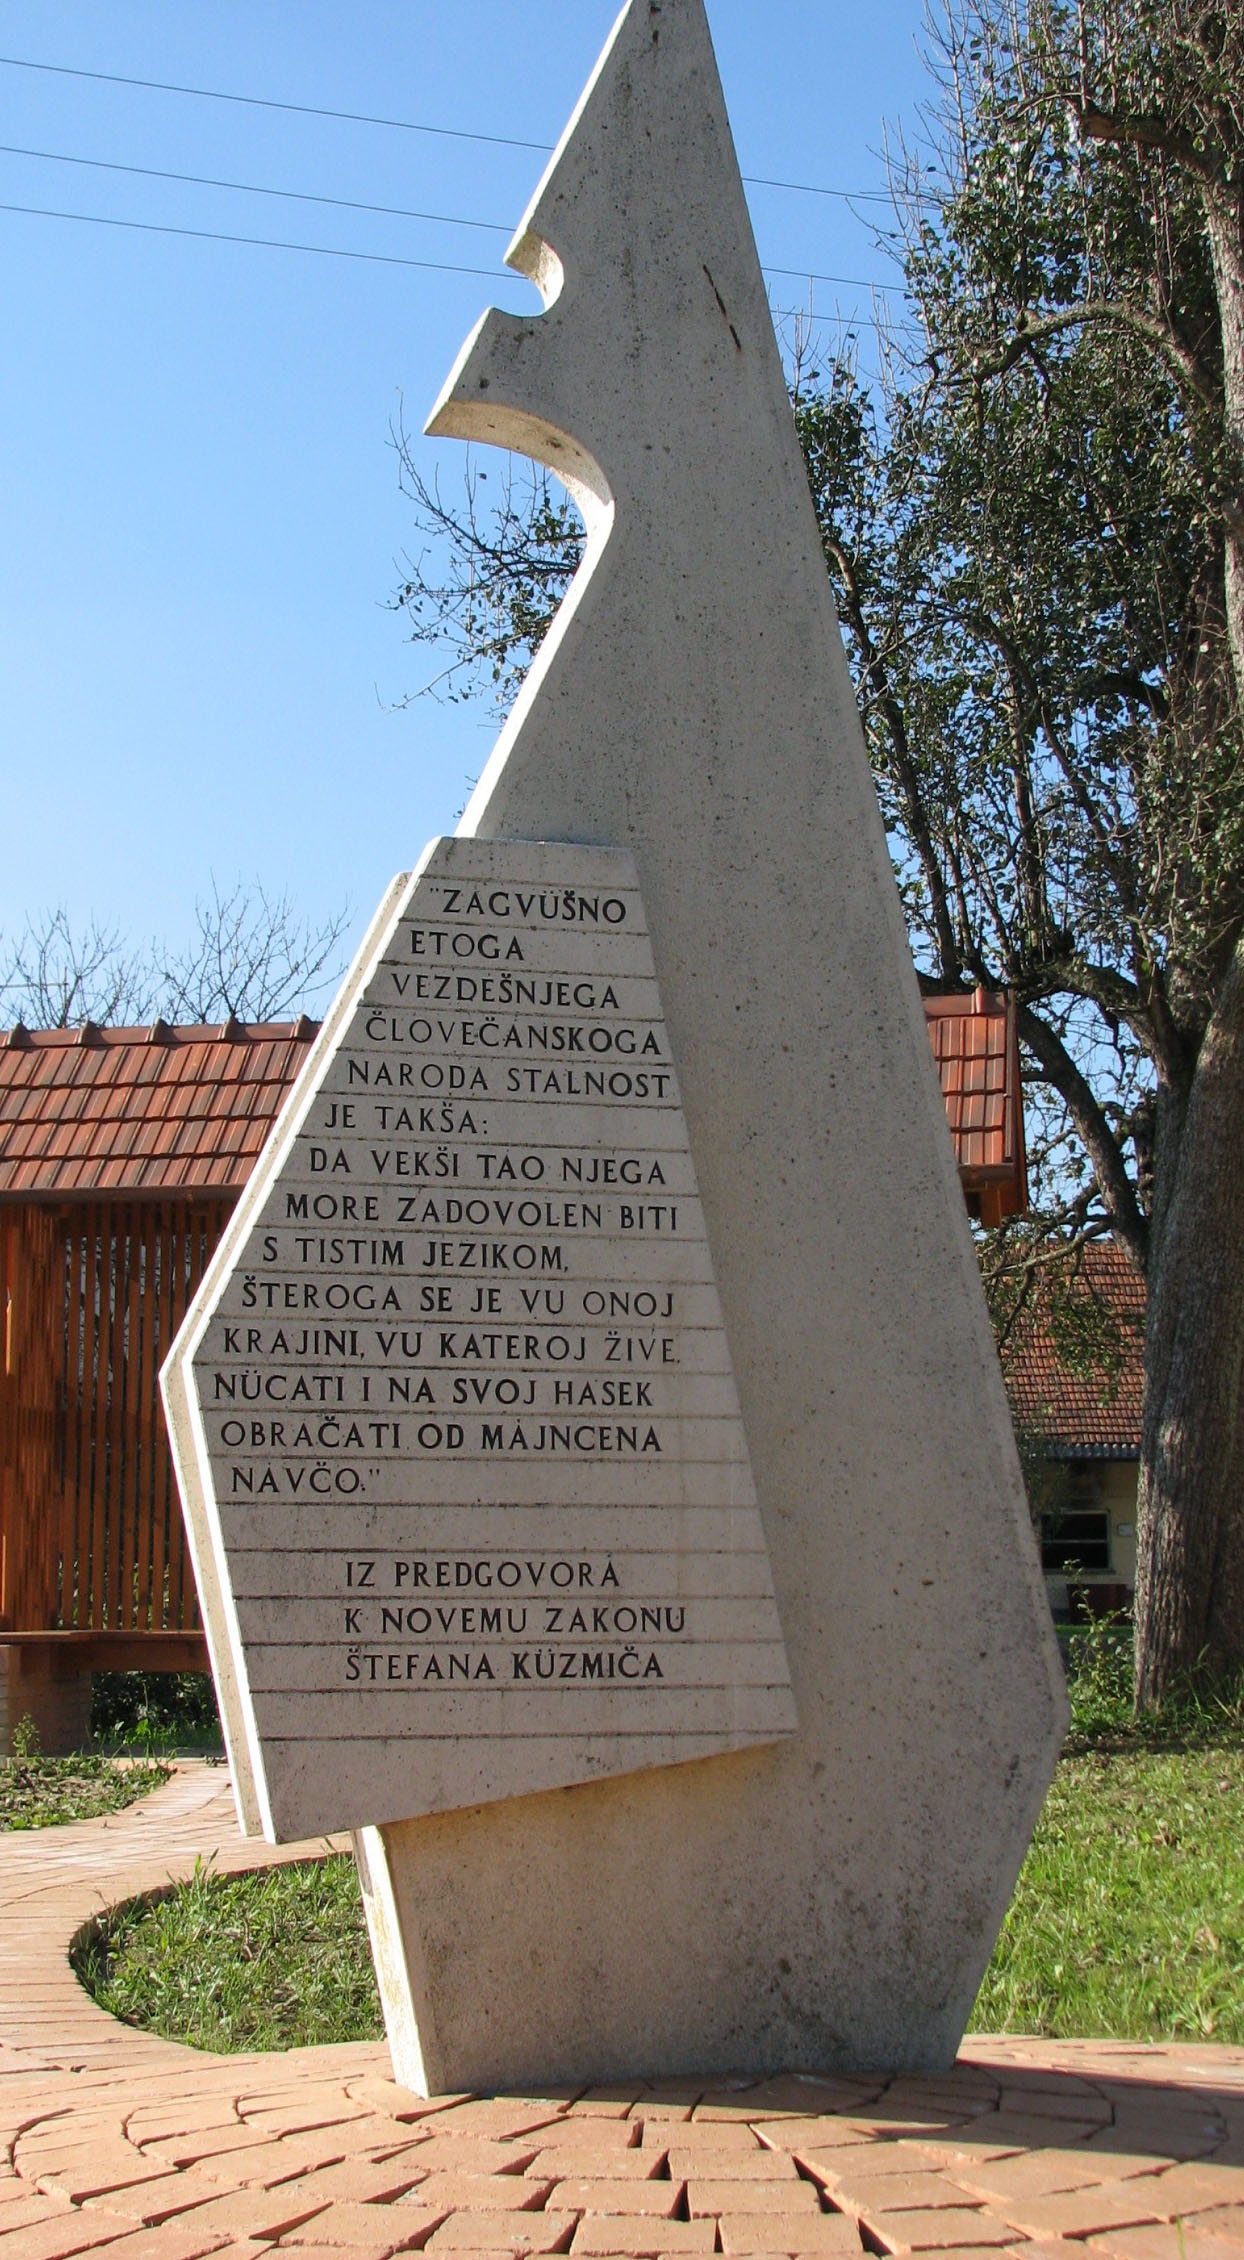 "ZAGVÜŠNO
ETOGA
VEZDEŠNJEGA
ČLOVEČANSKOGA
NARODA STALNOST
JE TAKŠA:
DA VEKŠI TAO NJEGA
MORE ZADOVOLEN BITI
S TISTIM JEZIKOM,
ŠTEROGA SE JE VU ONOJ
KRAJINI, VU KATEROJ ŽIVE,
NÜCATI I NA SVOJ HASEK
OBRAČATI OD MAJNCENA
NAVČO."
IZ PREDGOVORA
K NOVEMU ZAKONU
ŠTEFANA KÜZMIČA